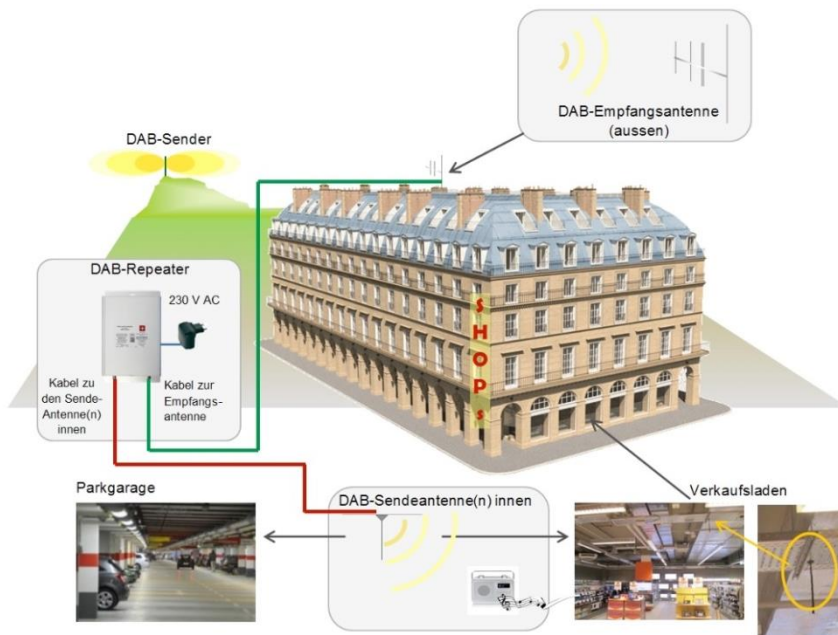 DAB-Empfangsantenne
(aussen)
DAB-Sender
DAB-Repeater
230 V AC
Kabel zu
den Sende-
Antenne(n)
innen
Kabel zur
Empfangs-
antenne
SHOPs
Parkgarage
DAB-Sendeantenne(n) innen
Verkaufsladen